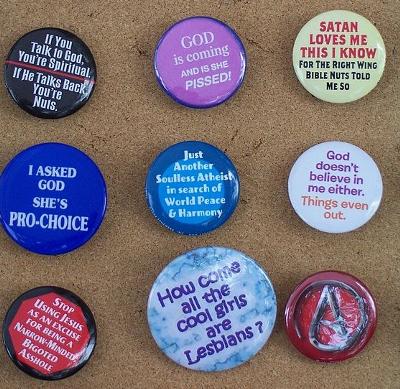 If You
Talk to God,
You're Spiritual.
If He Talks Back,
You're
Nuts.
GOD
is coming
AND IS SHE
PISSED!
SATAN
LOVES ME
THIS I KNOW
FOR THE RIGHT WING
BIBLE NUTS TOLD
ME SO
I ASKED
GOD
SHE'S
PRO-CHOICE
Just
Another
Soulless Atheist
in search of
World Peace
& Harmony
God
doesn't
believe in
me either.
Things even
out.
STOP
USING JESUS
AS AN EXCUSE
FOR BEING A
NARROW-MINDED,
BIGOTED
ASSHOLE
How come
all the
cool girls
are
Lesbians?
A